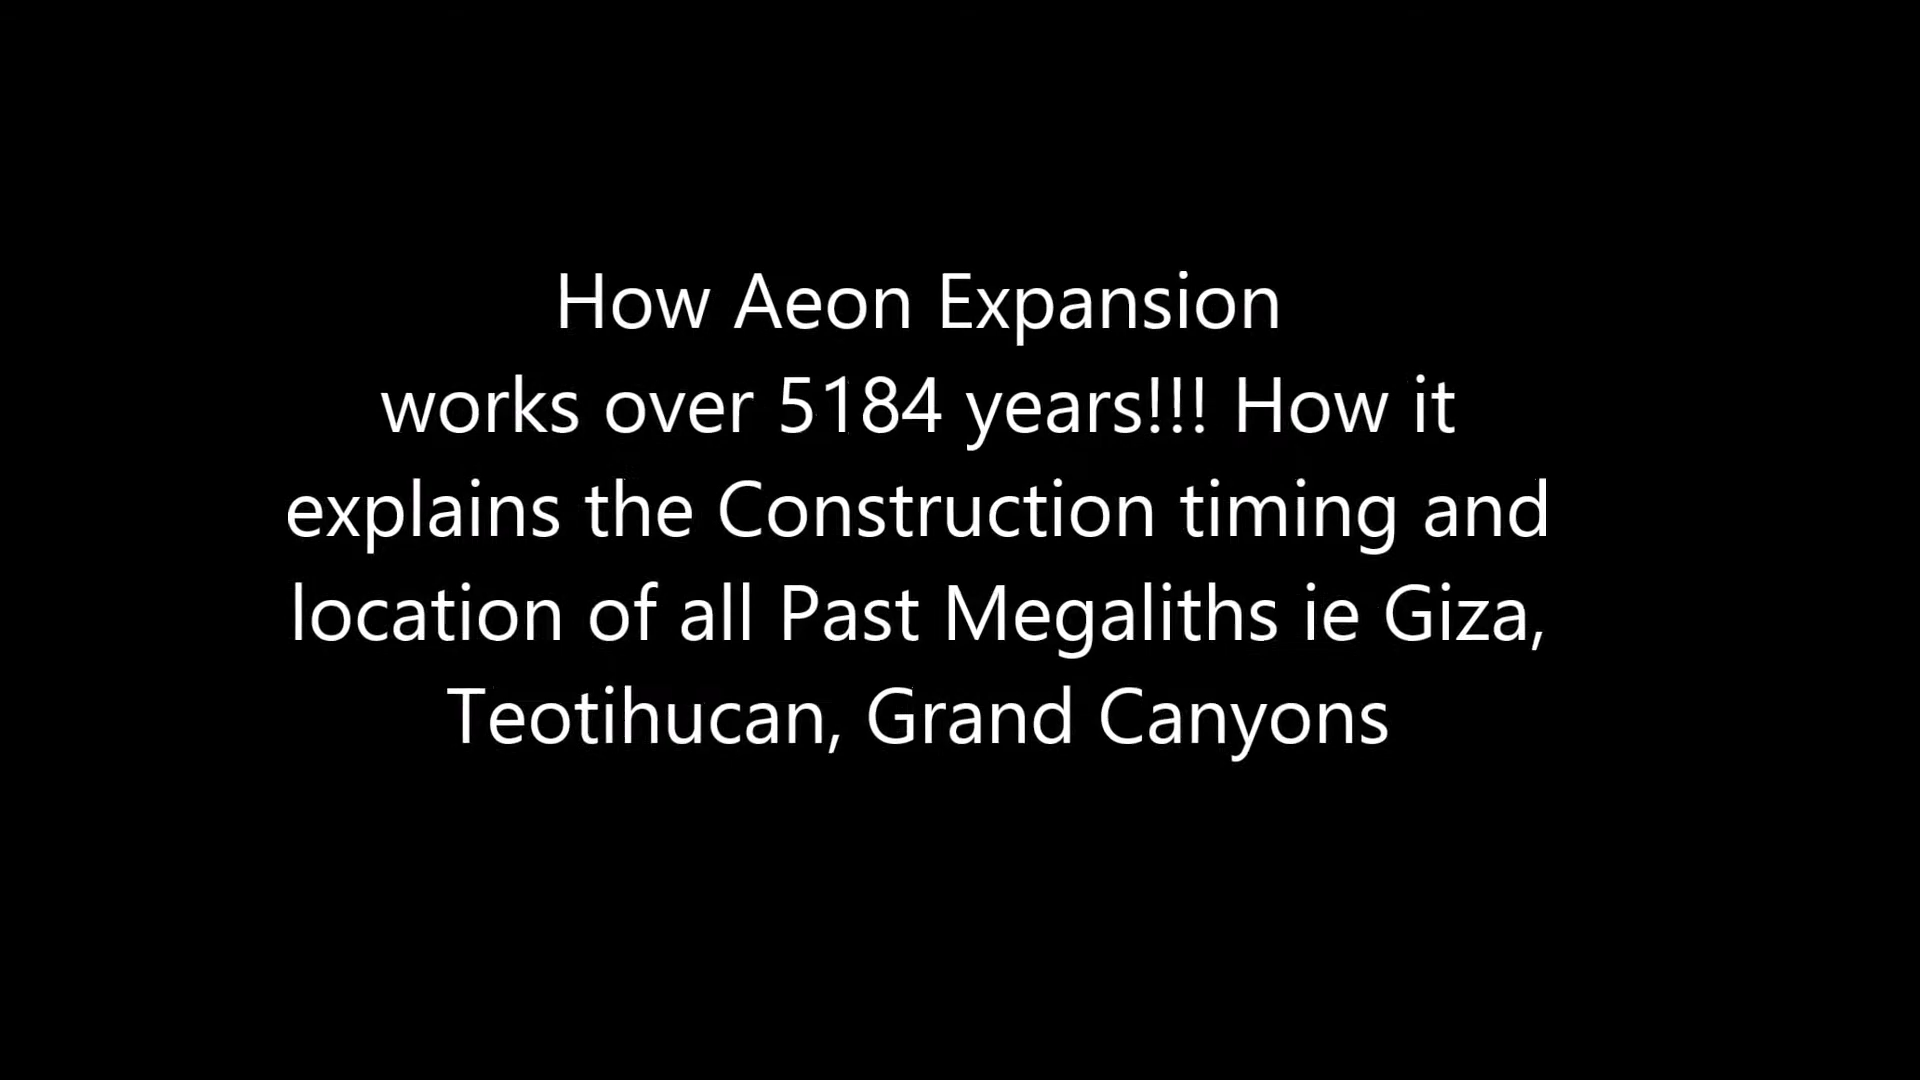 How Aeon Expansion
works over 5184 years!!! How it
explains the Construction timing and
location of all Past Megaliths ie Giza,
Teotihucan, Grand Canyons